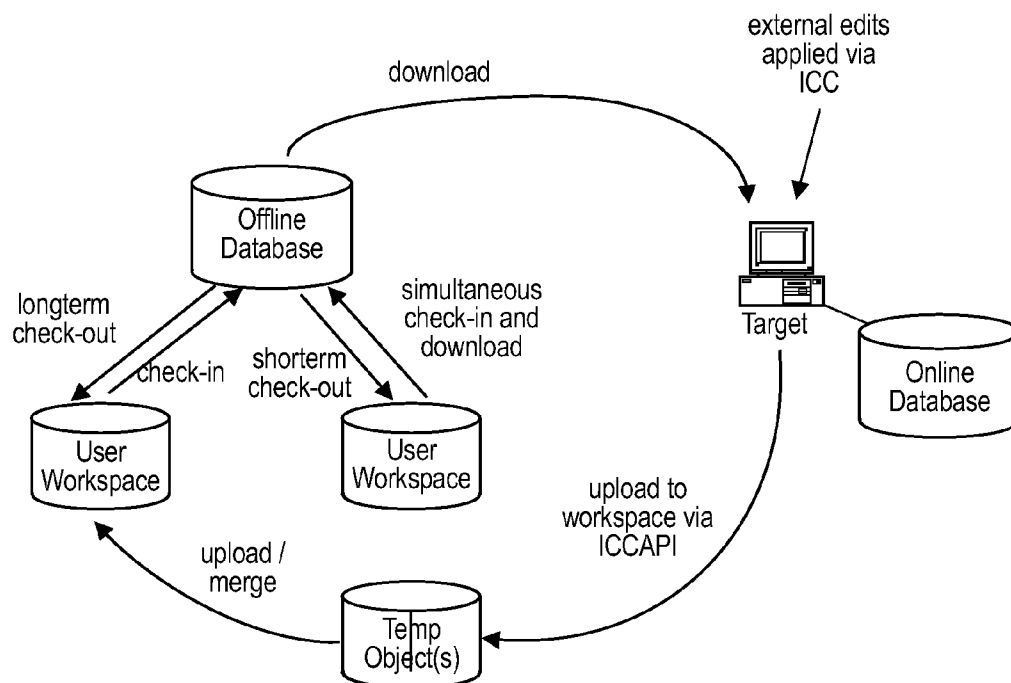 external edits
applied via
ICC
download
Offline
Database
longterm
check-out
simultaneous
check-in and
download
check-in
shorterm
check-out
Target
Online
Database
User
Workspace
User
Workspace
upload to
workspace via
ICCAPI
upload /
merge
Temp
Object(s)